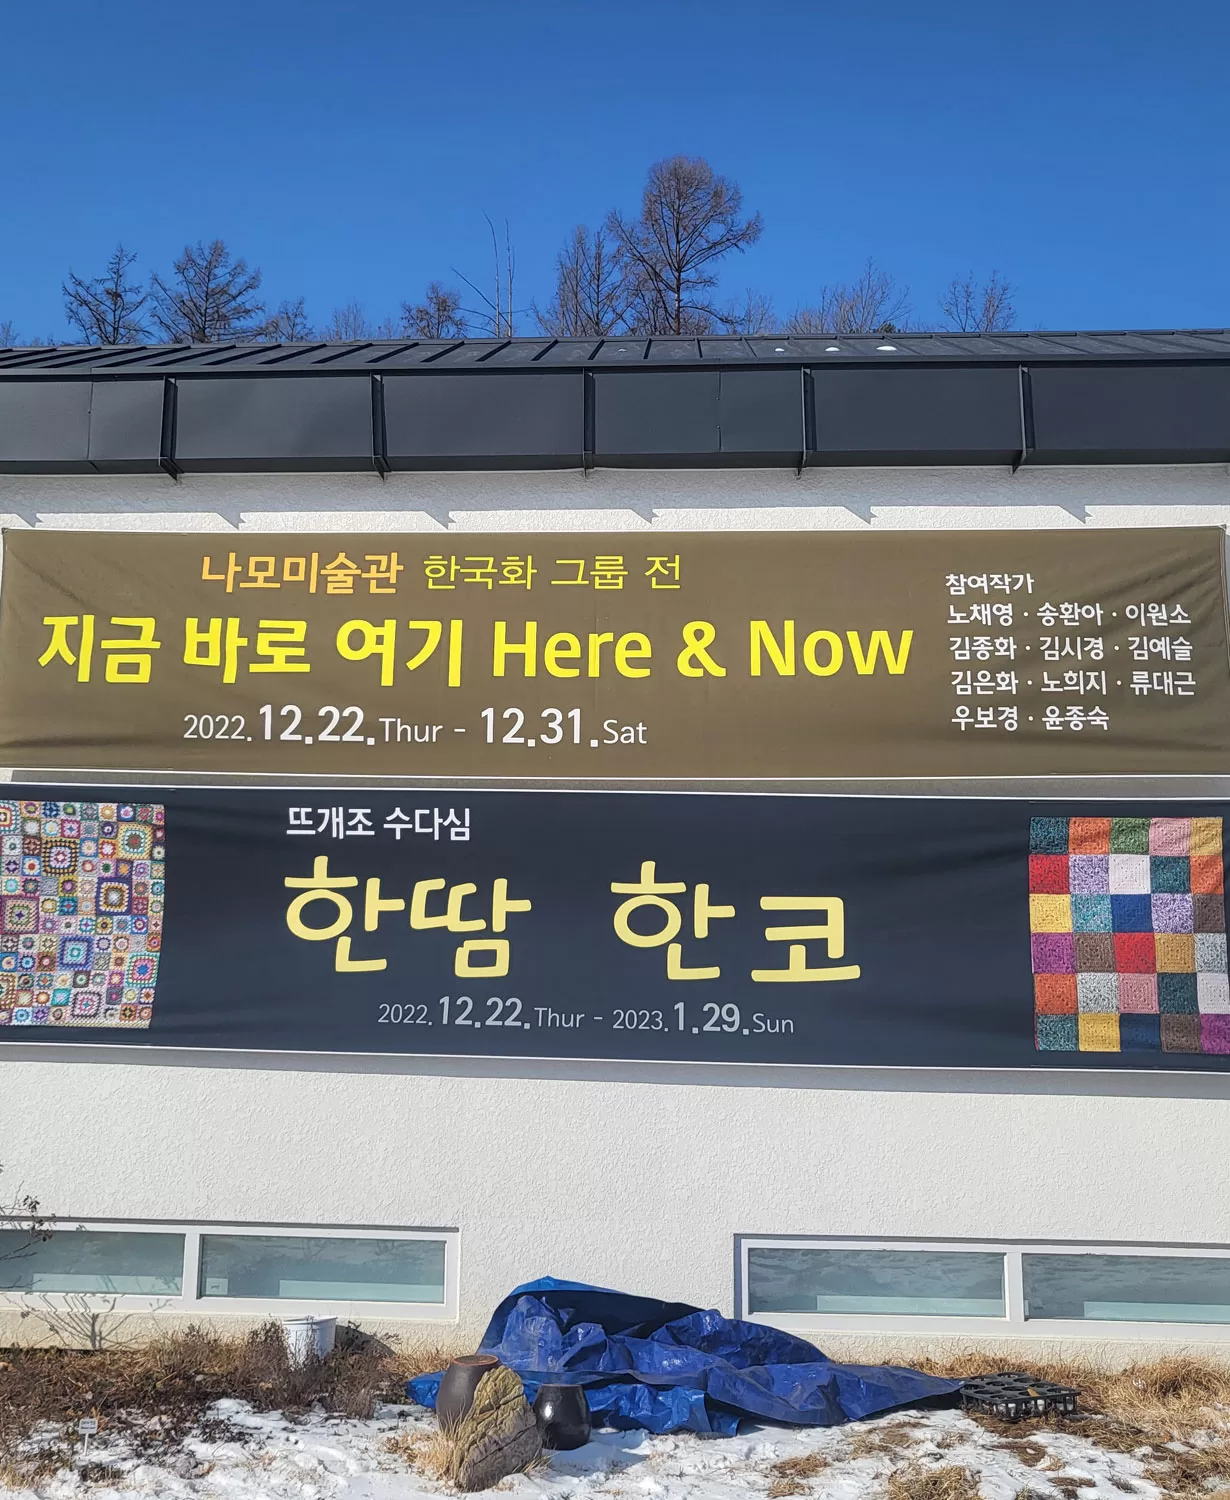 나모미술관 한국화 그룹 전
지금 바로 여기 Here & Now
2022.12.22.Thur - 12.31.Sat
참여작가
노채영 · 송환아 · 이원소
김종화 · 김시경 · 김예슬
김은화 · 노희지 · 류대근
우보경 · 윤종숙
뜨개조 수다심
한땀 한코
2022.12.22.Thur - 2023.1.29.Sun